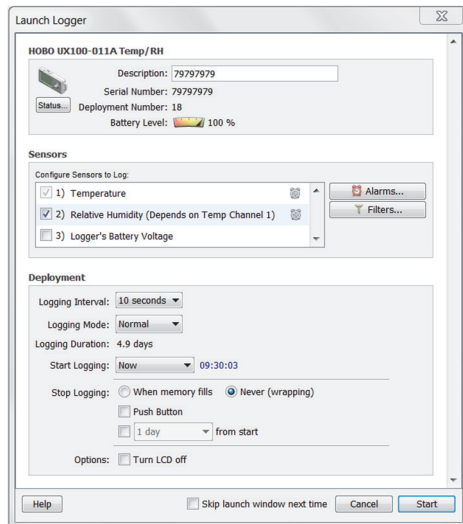 Launch Logger
HOBO UX100-011A Temp/RH
Description: 79797979
Serial Number: 79797979
Status... Deployment Number: 18
Battery Level: 100 %
Sensors
Configure Sensors to Log:
1) Temperature
2) Relative Humidity (Depends on Temp Channel 1)
3) Logger's Battery Voltage
Alarms...
Filters...
Deployment
Logging Interval: 10 seconds
Logging Mode: Normal
Logging Duration: 4.9 days
Start Logging: Now 09:30:03
Stop Logging: When memory fills Never (wrapping)
Push Button
1 day from start
Options: Turn LCD off
Help Skip launch window next time Cancel Start